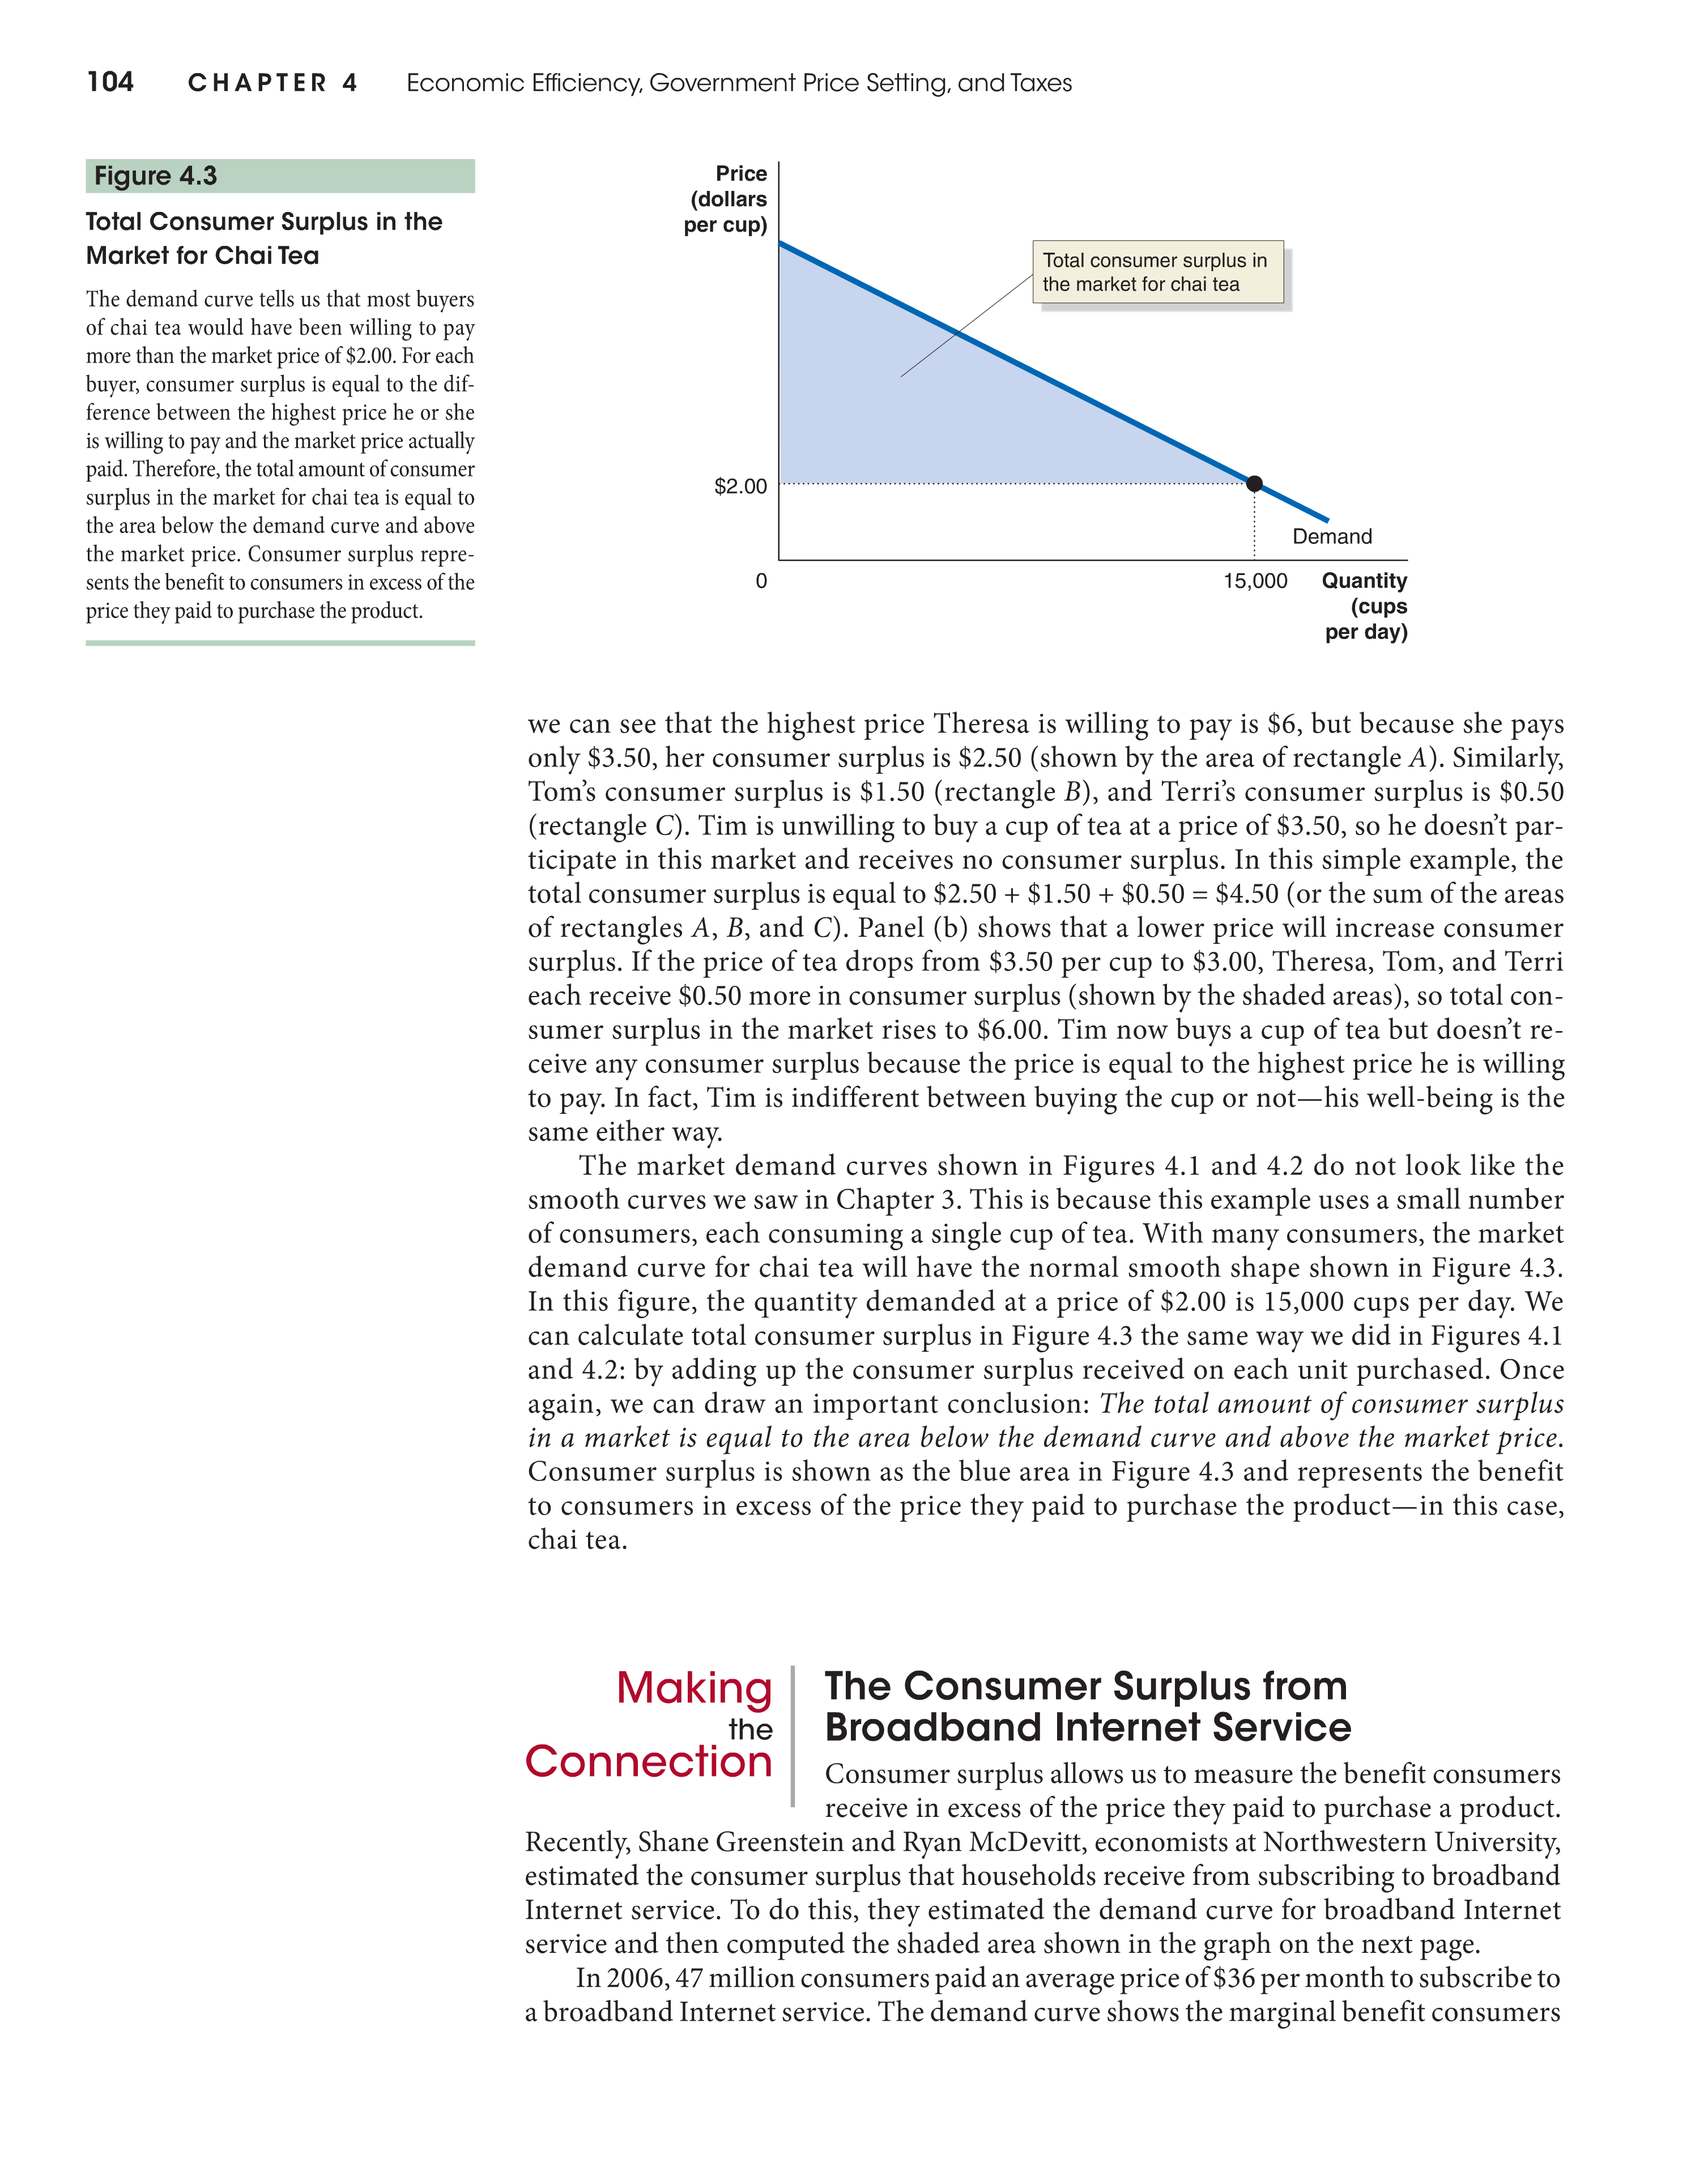 104 CHAPTER 4 Economic Efficiency, Government Price Setting, and Taxes
Figure 4.3
Total Consumer Surplus in the
Market for Chai Tea
The demand curve tells us that most buyers
of chai tea would have been willing to pay
more than the market price of $2.00. For each
buyer, consumer surplus is equal to the dif-
ference between the highest price he or she
is willing to pay and the market price actually
paid. Therefore, the total amount of consumer
surplus in the market for chai tea is equal to
the area below the demand curve and above
the market price. Consumer surplus repre-
sents the benefit to consumers in excess of the
price they paid to purchase the product.
Price
(dollars
per cup)
Total consumer surplus in
the market for chai tea
$2.00
Demand
0
15,000
Quantity
(cups
per day)
we can see that the highest price Theresa is willing to pay is $6, but because she pays
only $3.50, her consumer surplus is $2.50 (shown by the area of rectangle A). Similarly,
Tom's consumer surplus is $1.50 (rectangle B), and Terri's consumer surplus is $0.50
(rectangle C). Tim is unwilling to buy a cup of tea at a price of $3.50, so he doesn't par-
ticipate in this market and receives no consumer surplus. In this simple example, the
total consumer surplus is equal to $2.50 + $1.50 + $0.50 = $4.50 (or the sum of the areas
of rectangles A, B, and C). Panel (b) shows that a lower price will increase consumer
surplus. If the price of tea drops from $3.50 per cup to $3.00, Theresa, Tom, and Terri
each receive $0.50 more in consumer surplus (shown by the shaded areas), so total con-
sumer surplus in the market rises to $6.00. Tim now buys a cup of tea but doesn't re-
ceive any consumer surplus because the price is equal to the highest price he is willing
to pay. In fact, Tim is indifferent between buying the cup or not—his well-being is the
same either way.
The market demand curves shown in Figures 4.1 and 4.2 do not look like the
smooth curves we saw in Chapter 3. This is because this example uses a small number
of consumers, each consuming a single cup of tea. With many consumers, the market
demand curve for chai tea will have the normal smooth shape shown in Figure 4.3.
In this figure, the quantity demanded at a price of $2.00 is 15,000 cups per day. We
can calculate total consumer surplus in Figure 4.3 the same way we did in Figures 4.1
and 4.2: by adding up the consumer surplus received on each unit purchased. Once
again, we can draw an important conclusion: The total amount of consumer surplus
in a market is equal to the area below the demand curve and above the market price.
Consumer surplus is shown as the blue area in Figure 4.3 and represents the benefit
to consumers in excess of the price they paid to purchase the product—in this case,
chai tea.
Making
the
Connection
The Consumer Surplus from
Broadband Internet Service
Consumer surplus allows us to measure the benefit consumers
receive in excess of the price they paid to purchase a product.
Recently, Shane Greenstein and Ryan McDevitt, economists at Northwestern University,
estimated the consumer surplus that households receive from subscribing to broadband
Internet service. To do this, they estimated the demand curve for broadband Internet
service and then computed the shaded area shown in the graph on the next page.
In 2006, 47 million consumers paid an average price of $36 per month to subscribe to
a broadband Internet service. The demand curve shows the marginal benefit consumers